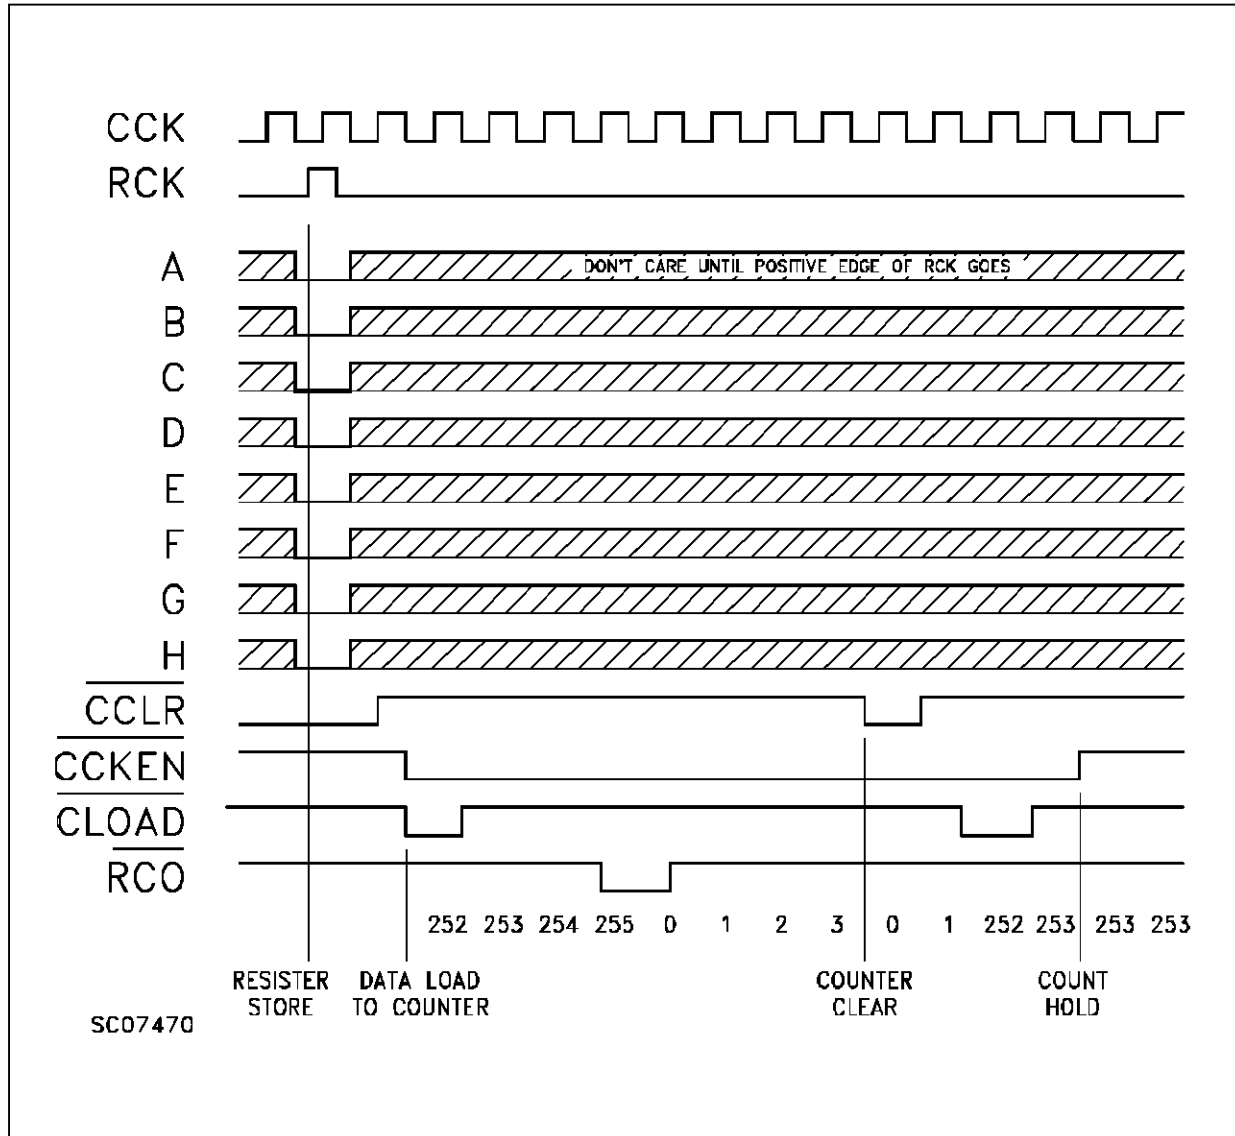 CCK
RCK
A
DON'T CARE UNTIL POSITIVE EDGE OF RCK GOES
B
C
D
E
F
G
H
CCLR
CCKEN
CLOAD
RCO
252 253 254 255 0 1 2 3 0 1 252 253 253 253
RESISTER STORE
DATA LOAD TO COUNTER
COUNTER CLEAR
COUNT HOLD
SC07470